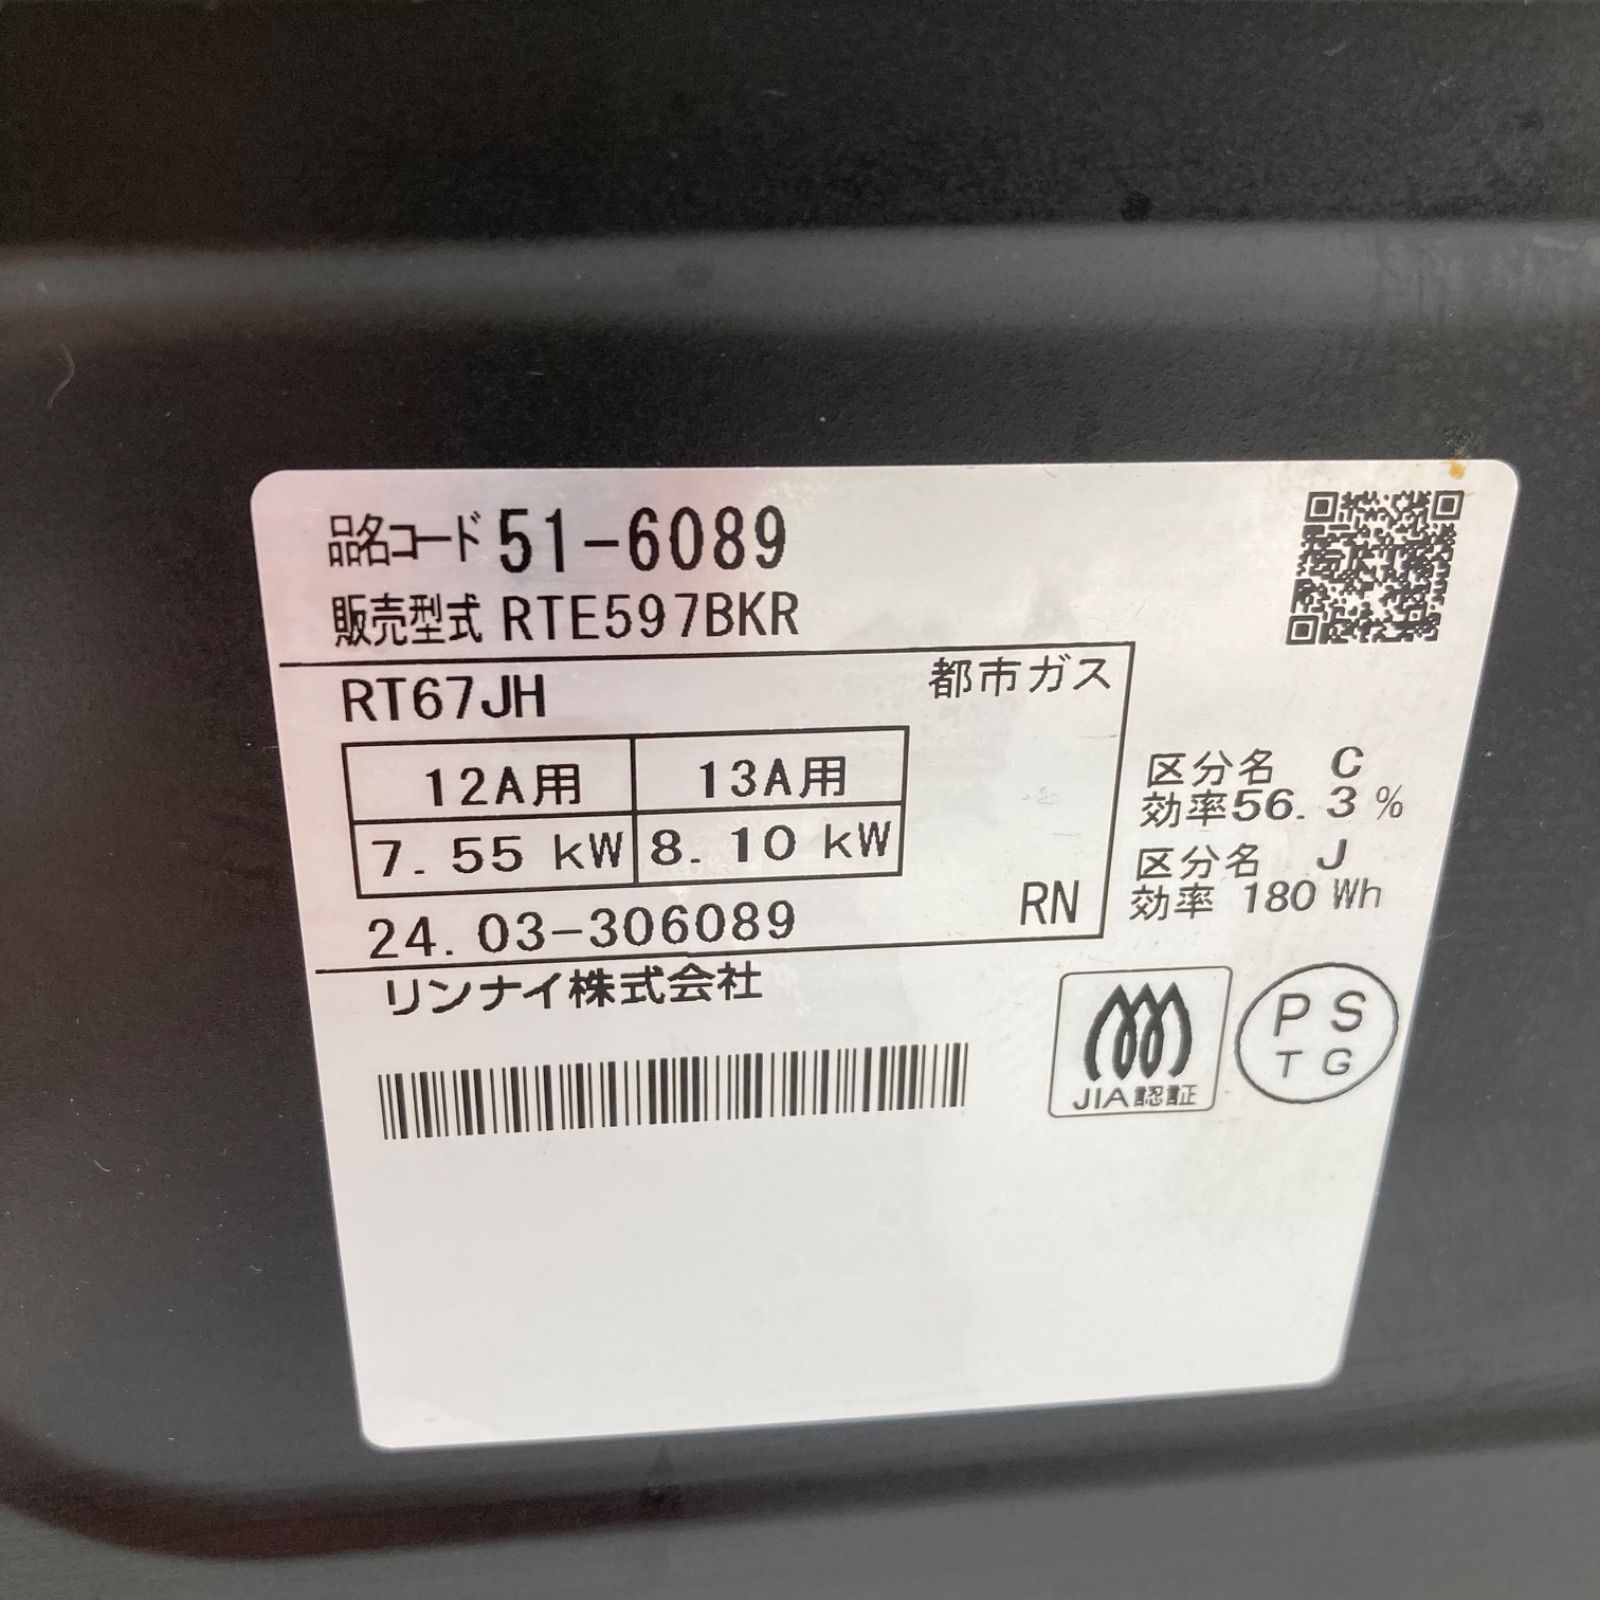 品名コード 51-6089
販売型式 RTE597BKR
RT67JH 都市ガス
12A用 13A用
7.55 kW 8.10 kW
24.03-306089 RN
リンナイ株式会社
区分名 C
効率56.3%
区分名 J
効率 180 Wh
JIA認証
PS
TG